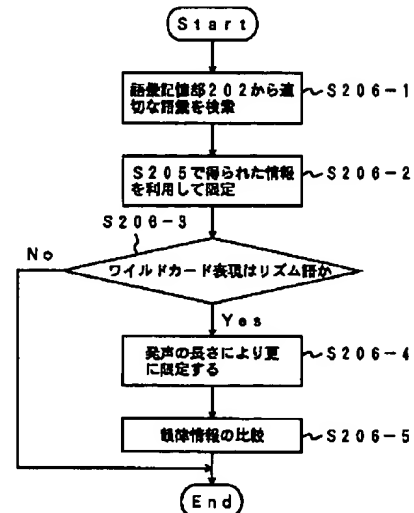 Start
語彙記憶部202から適
切な語彙を検索
S206-1
S205で得られた情報
を利用して限定
S206-2
S206-3
No
ワイルドカード表現はリズム語か
Yes
発声の長さにより更
に限定する
S206-4
韻律情報の比較
S206-5
End